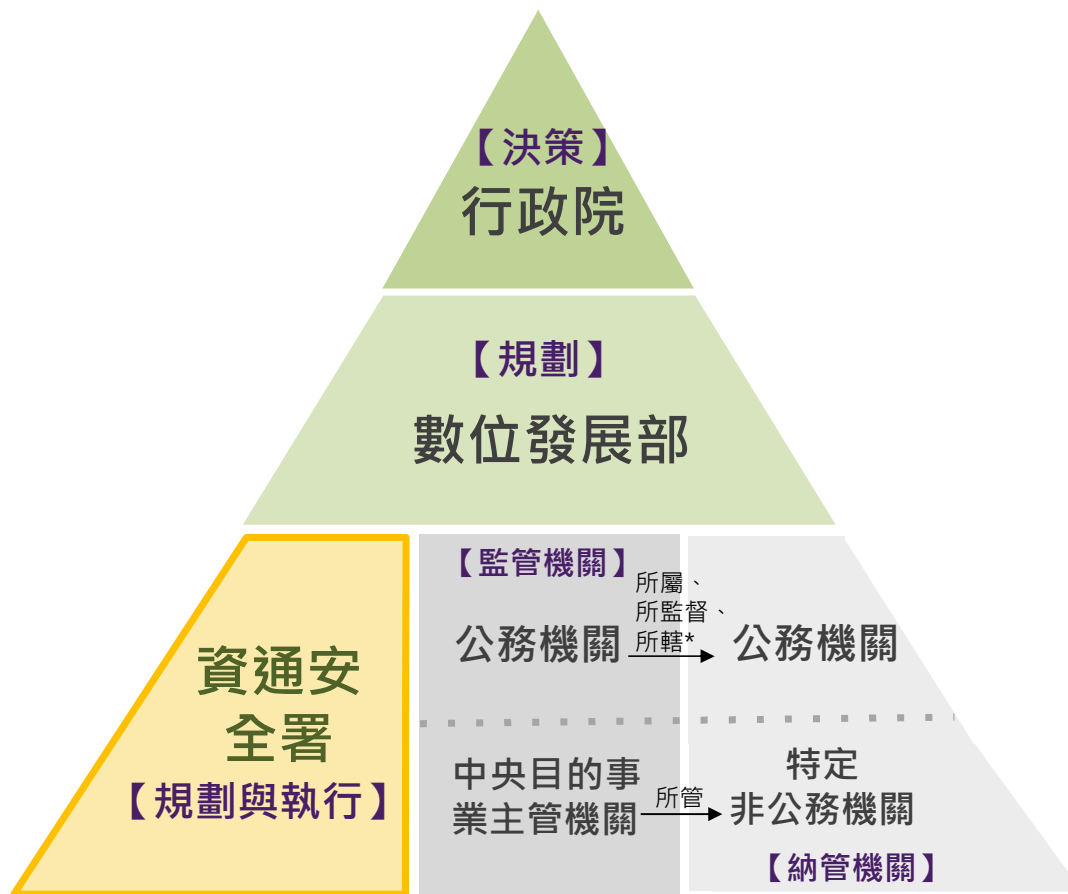 【決策】
行政院
【規劃】
數位發展部
資通安
全署
【規劃與執行】
【監管機關】
公務機關
所屬、
所監督、
所轄*
公務機關
中央目的事
業主管機關
所管
特定
非公務機關
【納管機關】